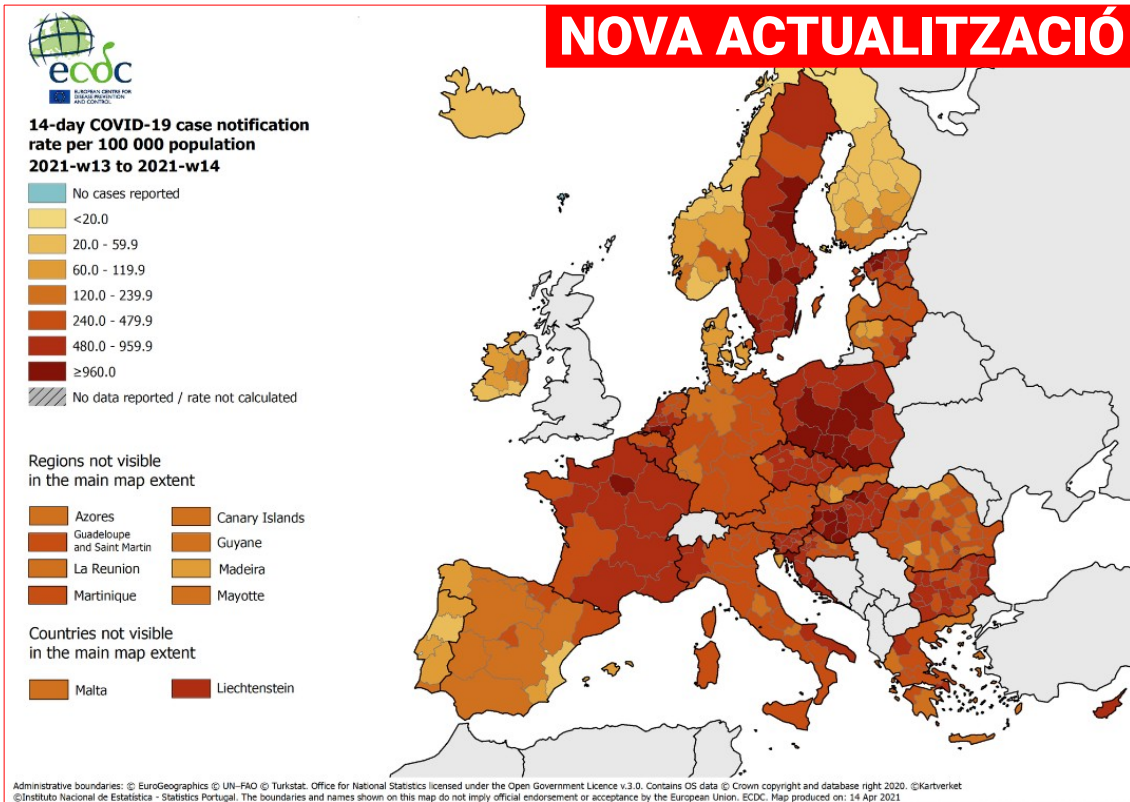 NOVA ACTUALITZACIÓ
ecdc
EUROPEAN CENTRE FOR
DISEASE PREVENTION
AND CONTROL
14-day COVID-19 case notification
rate per 100 000 population
2021-w13 to 2021-w14
No cases reported
<20.0
20.0 - 59.9
60.0 - 119.9
120.0 - 239.9
240.0 - 479.9
480.0 - 959.9
≥960.0
No data reported / rate not calculated
Regions not visible
in the main map extent
Azores
Canary Islands
Guadeloupe
and Saint Martin
Guyane
La Reunion
Madeira
Martinique
Mayotte
Countries not visible
in the main map extent
Malta
Liechtenstein
Administrative boundaries: © EuroGeographics © UN–FAO © Turkstat. Office for National Statistics licensed under the Open Government Licence v.3.0. Contains OS data © Crown copyright and database right 2020. ©Kartverket
©Instituto Nacional de Estatística - Statistics Portugal. The boundaries and names shown on this map do not imply official endorsement or acceptance by the European Union. ECDC. Map produced on: 14 Apr 2021